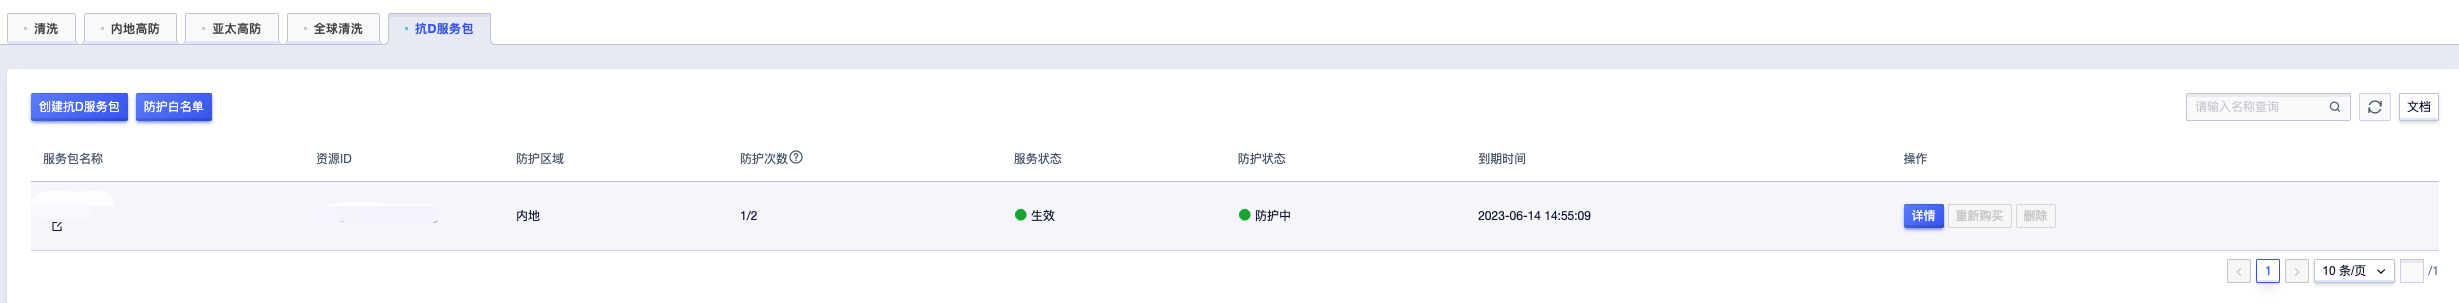 清洗 内地高防 亚太高防 全球清洗 抗D服务包
创建抗D服务包 防护白名单 请输入名称查询 文档
服务包名称 资源ID 防护区域 防护次数 服务状态 防护状态 到期时间 操作
内地 1/2 生效 防护中 2023-06-14 14:55:09 详情 重新购买 删除
1 10 条/页 /1